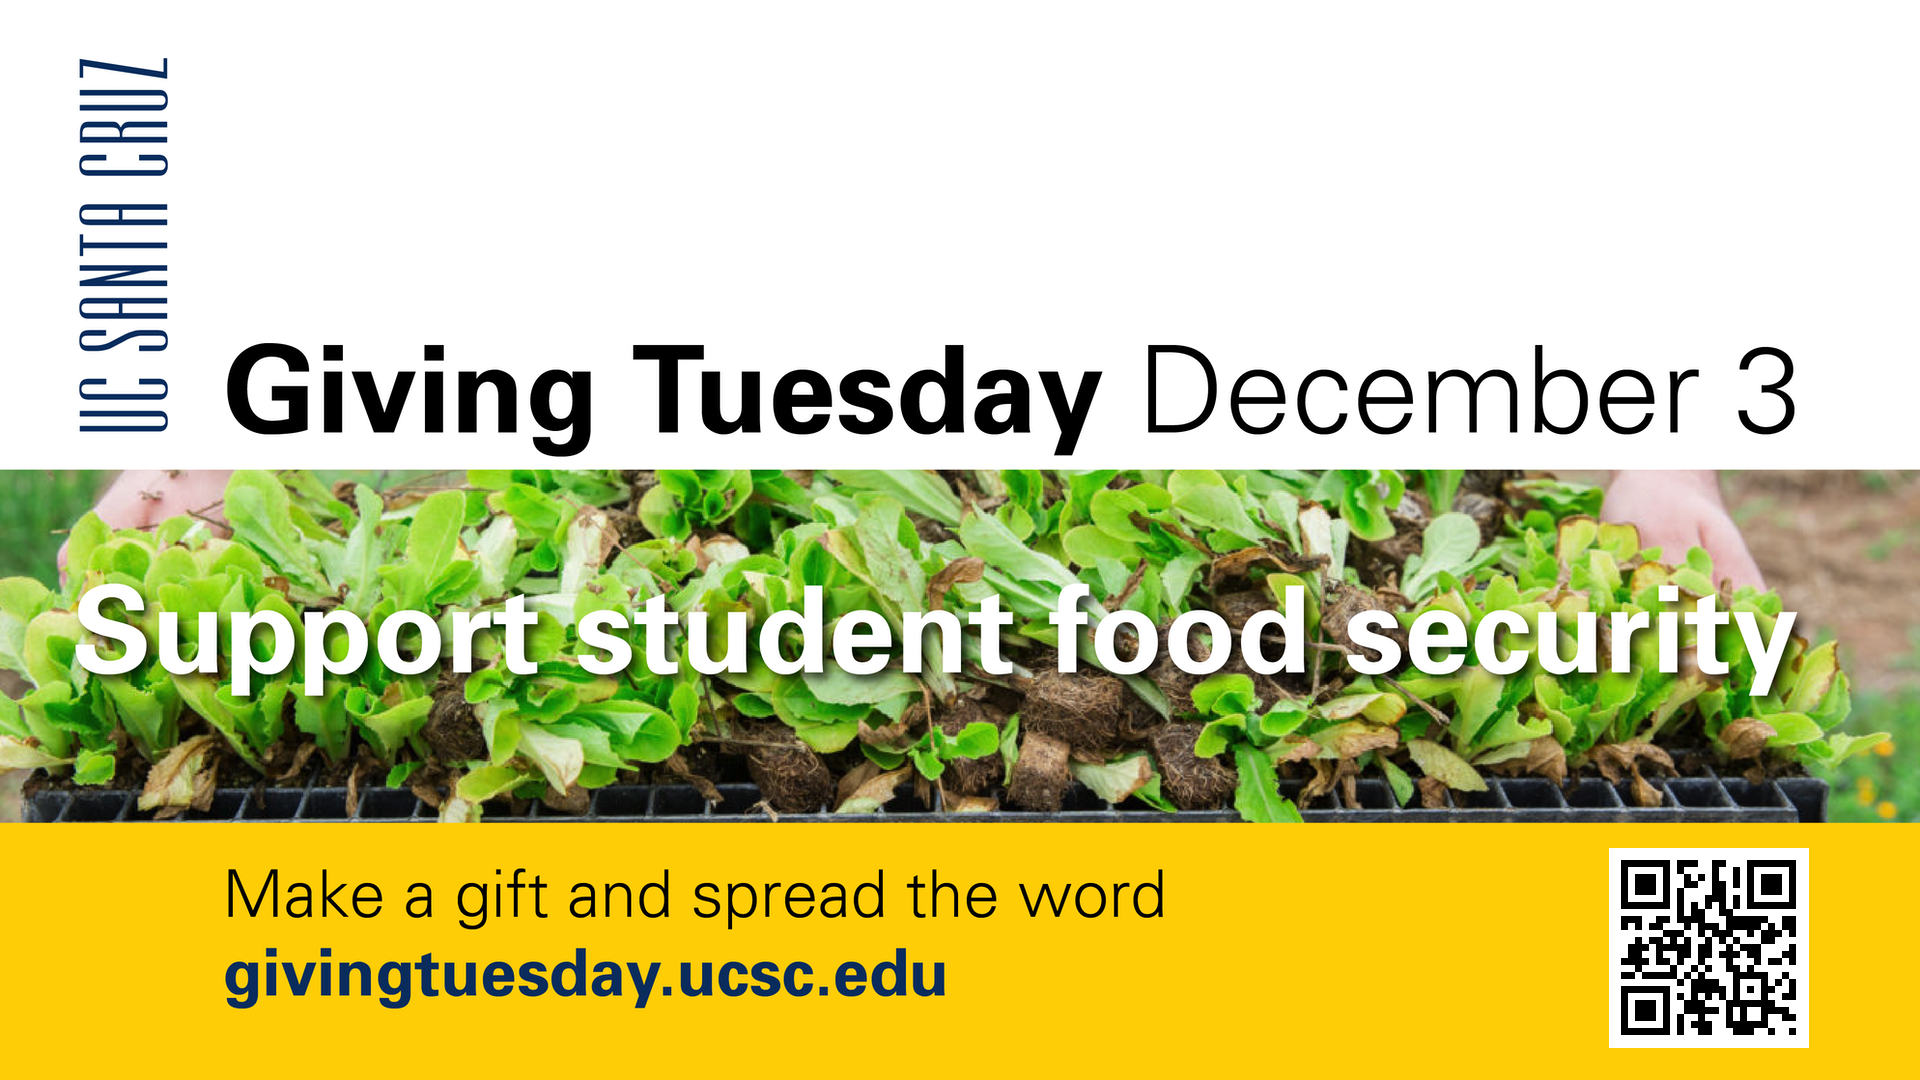 UC SANTA CRUZ
Giving Tuesday December 3
Support student food security
Make a gift and spread the word
givingtuesday.ucsc.edu